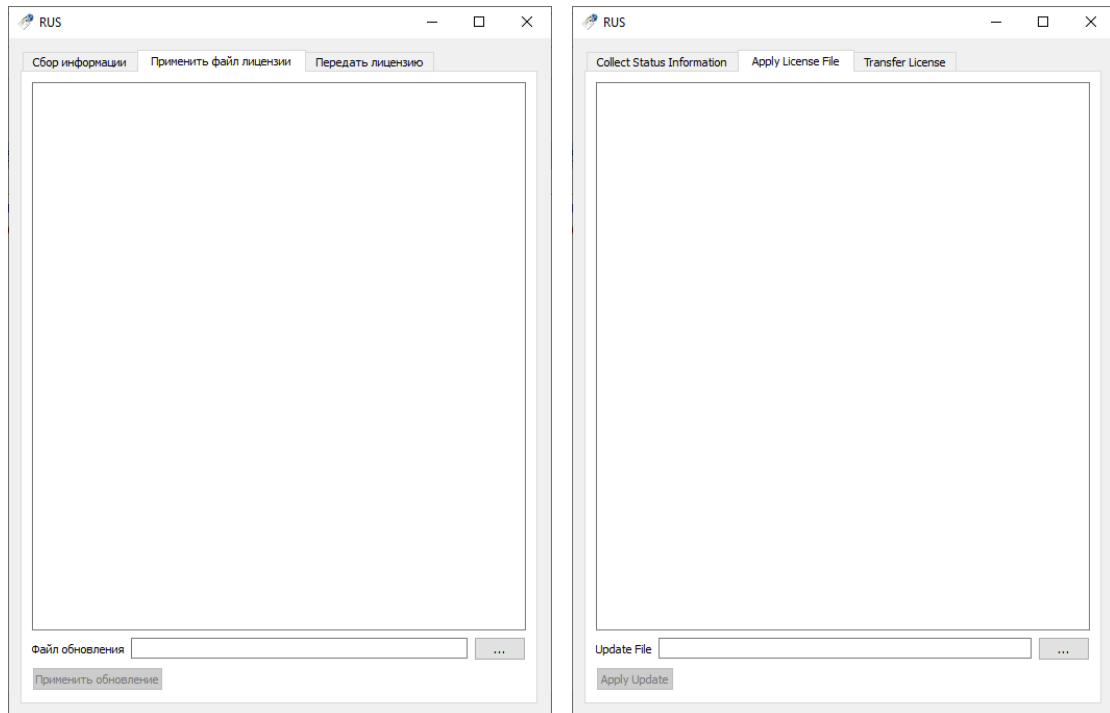 RUS
Сбор информации Применить файл лицензии Передать лицензию
Файл обновления ...
Применить обновление
RUS
Collect Status Information Apply License File Transfer License
Update File ...
Apply Update